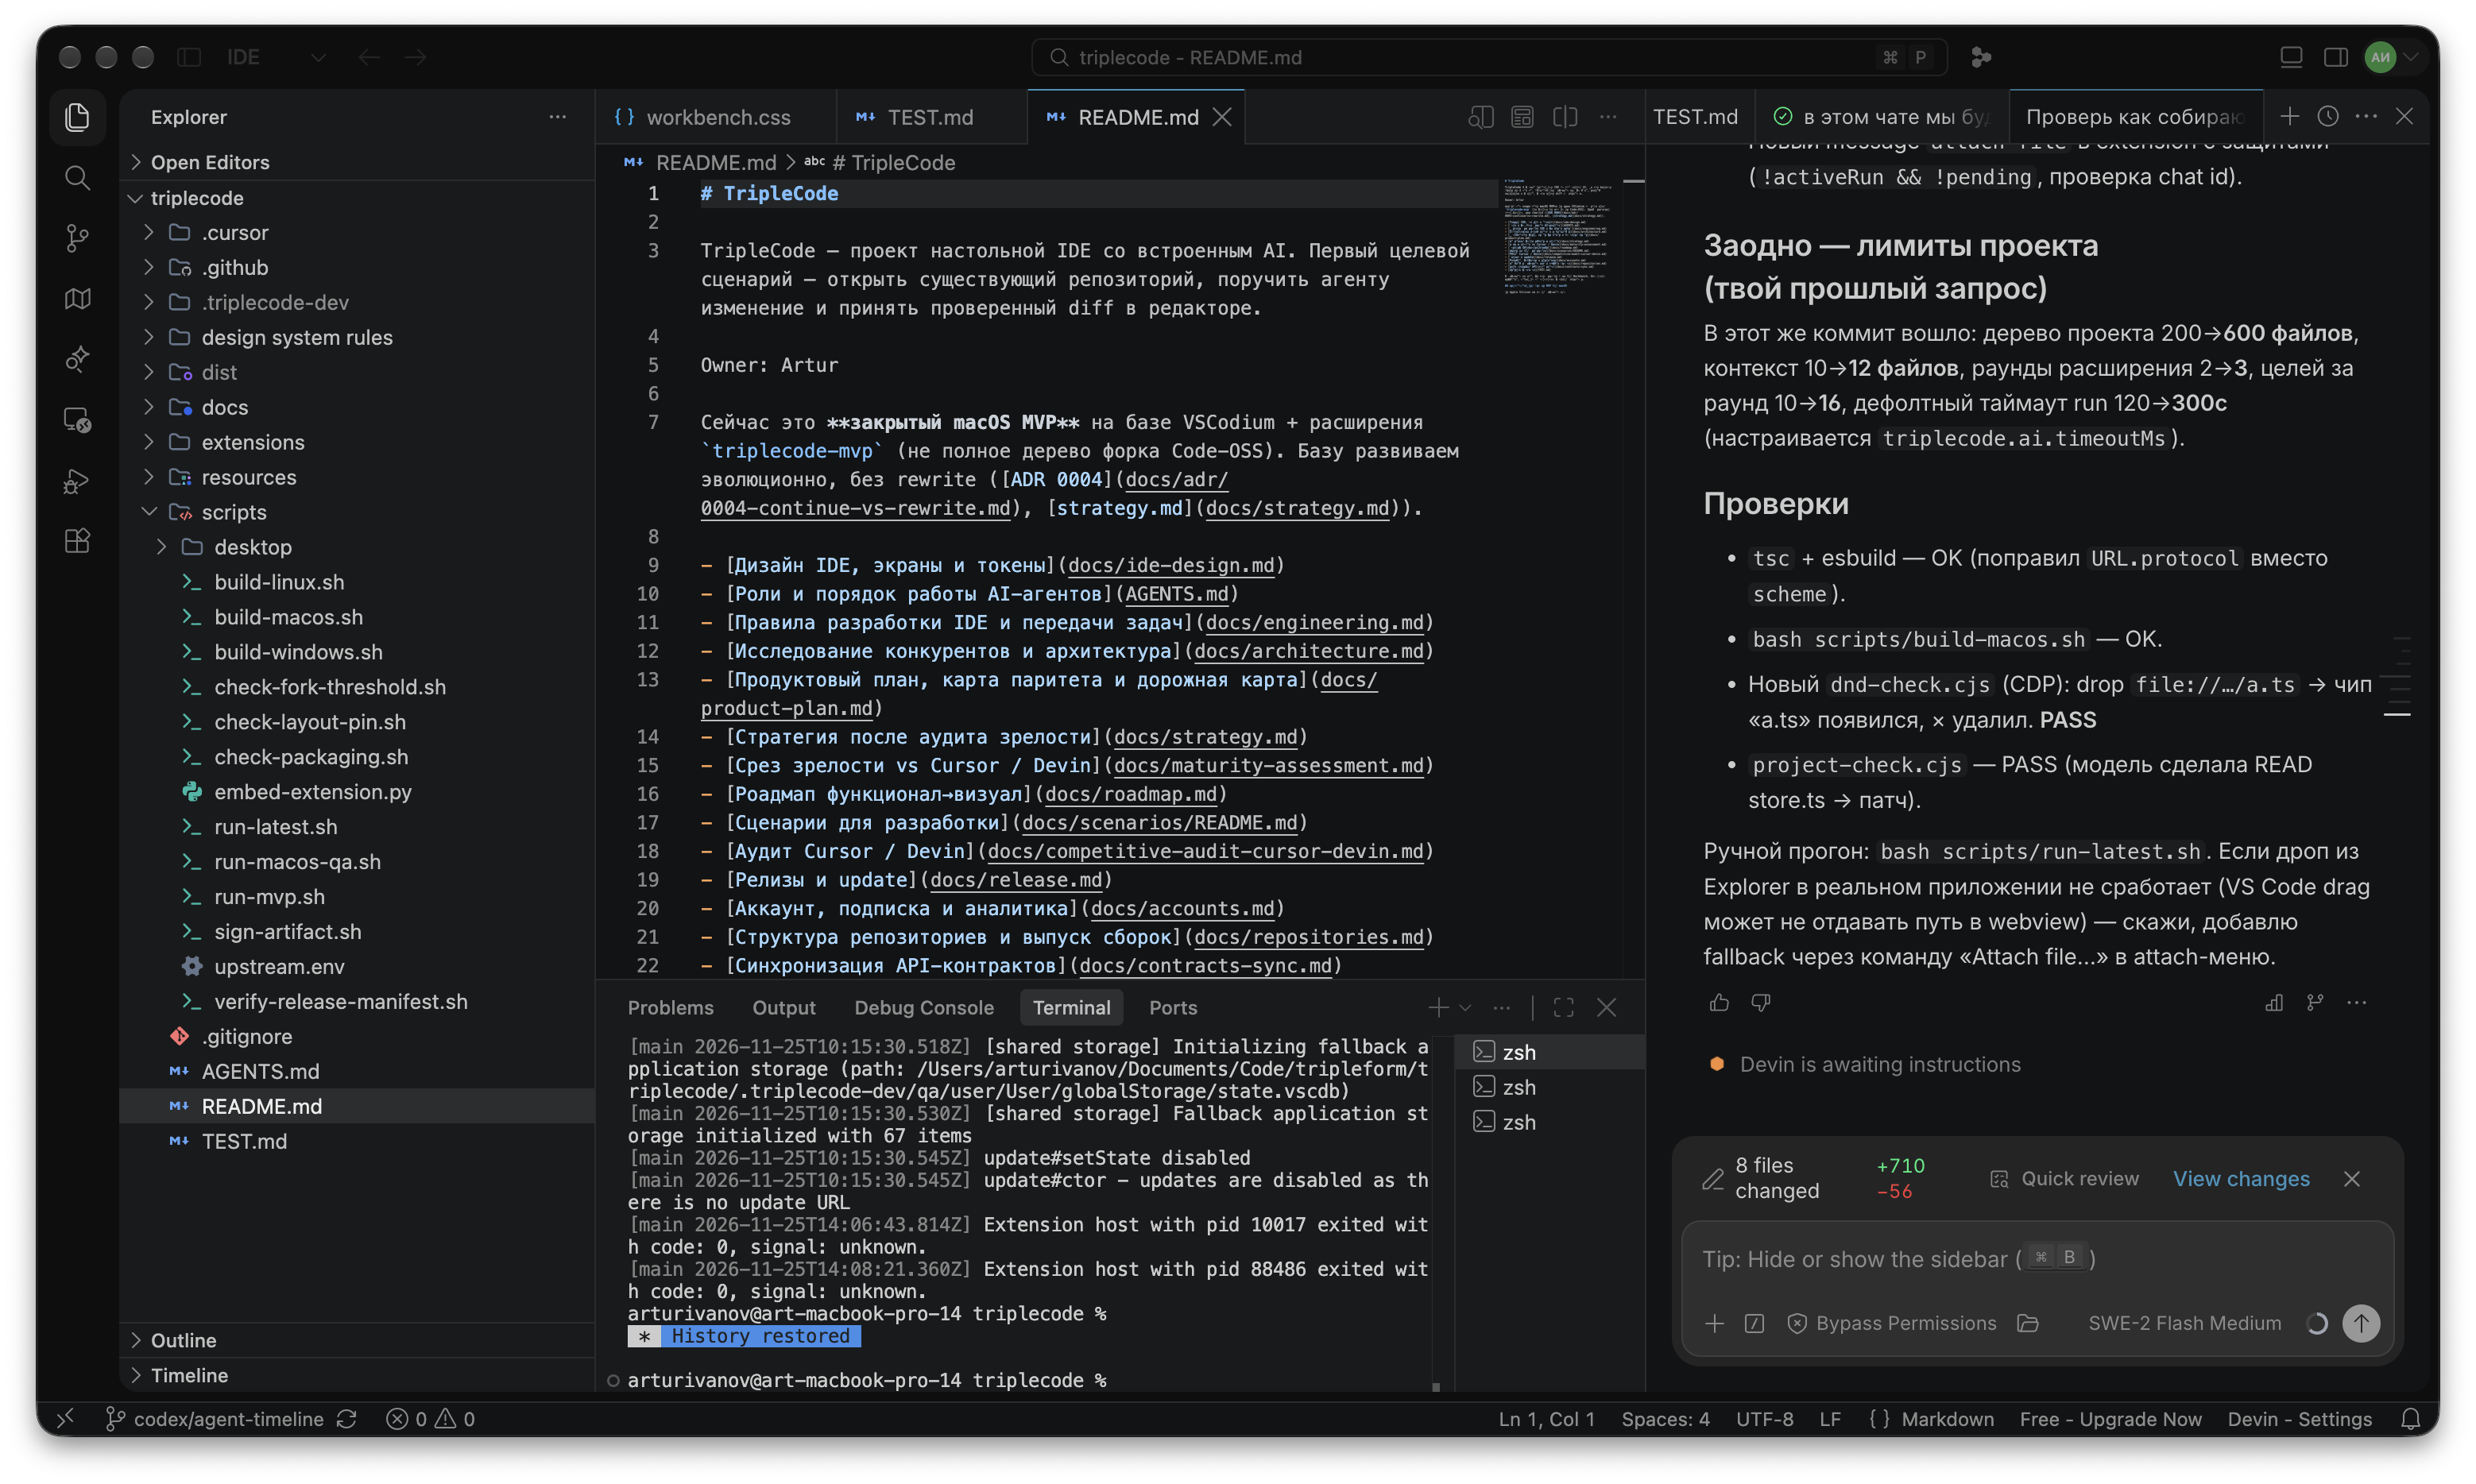 IDE
triplecode - README.md
⌘ P
АИ
Explorer
Open Editors
triplecode
.cursor
.github
.triplecode-dev
design system rules
dist
docs
extensions
resources
scripts
desktop
build-linux.sh
build-macos.sh
build-windows.sh
check-fork-threshold.sh
check-layout-pin.sh
check-packaging.sh
embed-extension.py
run-latest.sh
run-macos-qa.sh
run-mvp.sh
sign-artifact.sh
upstream.env
verify-release-manifest.sh
.gitignore
AGENTS.md
README.md
TEST.md
Outline
Timeline
workbench.css
TEST.md
README.md
README.md > abc # TripleCode
1 # TripleCode
2
3 TripleCode — проект настольной IDE со встроенным AI. Первый целевой
сценарий — открыть существующий репозиторий, поручить агенту
изменение и принять проверенный diff в редакторе.
4
5 Owner: Artur
6
7 Сейчас это **закрытый macOS MVP** на базе VSCodium + расширения
`triplecode-mvp` (не полное дерево форка Code-OSS). Базу развиваем
эволюционно, без rewrite ([ADR 0004](docs/adr/
0004-continue-vs-rewrite.md), [strategy.md](docs/strategy.md)).
8
9 - [Дизайн IDE, экраны и токены](docs/ide-design.md)
10 - [Роли и порядок работы AI-агентов](AGENTS.md)
11 - [Правила разработки IDE и передачи задач](docs/engineering.md)
12 - [Исследование конкурентов и архитектура](docs/architecture.md)
13 - [Продуктовый план, карта паритета и дорожная карта](docs/
product-plan.md)
14 - [Стратегия после аудита зрелости](docs/strategy.md)
15 - [Срез зрелости vs Cursor / Devin](docs/maturity-assessment.md)
16 - [Роадмап функционал→визуал](docs/roadmap.md)
17 - [Сценарии для разработки](docs/scenarios/README.md)
18 - [Аудит Cursor / Devin](docs/competitive-audit-cursor-devin.md)
19 - [Релизы и update](docs/release.md)
20 - [Аккаунт, подписка и аналитика](docs/accounts.md)
21 - [Структура репозиториев и выпуск сборок](docs/repositories.md)
22 - [Синхронизация API-контрактов](docs/contracts-sync.md)
Problems Output Debug Console Terminal Ports
[main 2026-11-25T10:15:30.518Z] [shared storage] Initializing fallback a
pplication storage (path: /Users/arturivanov/Documents/Code/tripleform/t
riplecode/.triplecode-dev/qa/user/User/globalStorage/state.vscdb)
[main 2026-11-25T10:15:30.530Z] [shared storage] Fallback application st
orage initialized with 67 items
[main 2026-11-25T10:15:30.545Z] update#setState disabled
[main 2026-11-25T10:15:30.545Z] update#ctor - updates are disabled as th
ere is no update URL
[main 2026-11-25T14:06:43.814Z] Extension host with pid 10017 exited wit
h code: 0, signal: unknown.
[main 2026-11-25T14:08:21.360Z] Extension host with pid 88486 exited wit
h code: 0, signal: unknown.
arturivanov@art-macbook-pro-14 triplecode %
* History restored
arturivanov@art-macbook-pro-14 triplecode %
zsh
zsh
zsh
TEST.md
в этом чате мы бу
Проверь как собираю
Новый message attach-file в extension с защитами
(!activeRun && !pending, проверка chat id).
Заодно — лимиты проекта
(твой прошлый запрос)
В этот же коммит вошло: дерево проекта 200→600 файлов,
контекст 10→12 файлов, раунды расширения 2→3, целей за
раунд 10→16, дефолтный таймаут run 120→300с
(настраивается triplecode.ai.timeoutMs).
Проверки
• tsc + esbuild — OK (поправил URL.protocol вместо
scheme).
• bash scripts/build-macos.sh — OK.
• Новый dnd-check.cjs (CDP): drop file://…/a.ts → чип
«a.ts» появился, × удалил. PASS
• project-check.cjs — PASS (модель сделала READ
store.ts → патч).
Ручной прогон: bash scripts/run-latest.sh. Если дроп из
Explorer в реальном приложении не сработает (VS Code drag
может не отдавать путь в webview) — скажи, добавлю
fallback через команду «Attach file...» в attach-меню.
Devin is awaiting instructions
8 files
changed
+710
-56
Quick review
View changes
Tip: Hide or show the sidebar (⌘ B)
Bypass Permissions
SWE-2 Flash Medium
codex/agent-timeline
0 0
Ln 1, Col 1
Spaces: 4
UTF-8
LF
{ } Markdown
Free - Upgrade Now
Devin - Settings